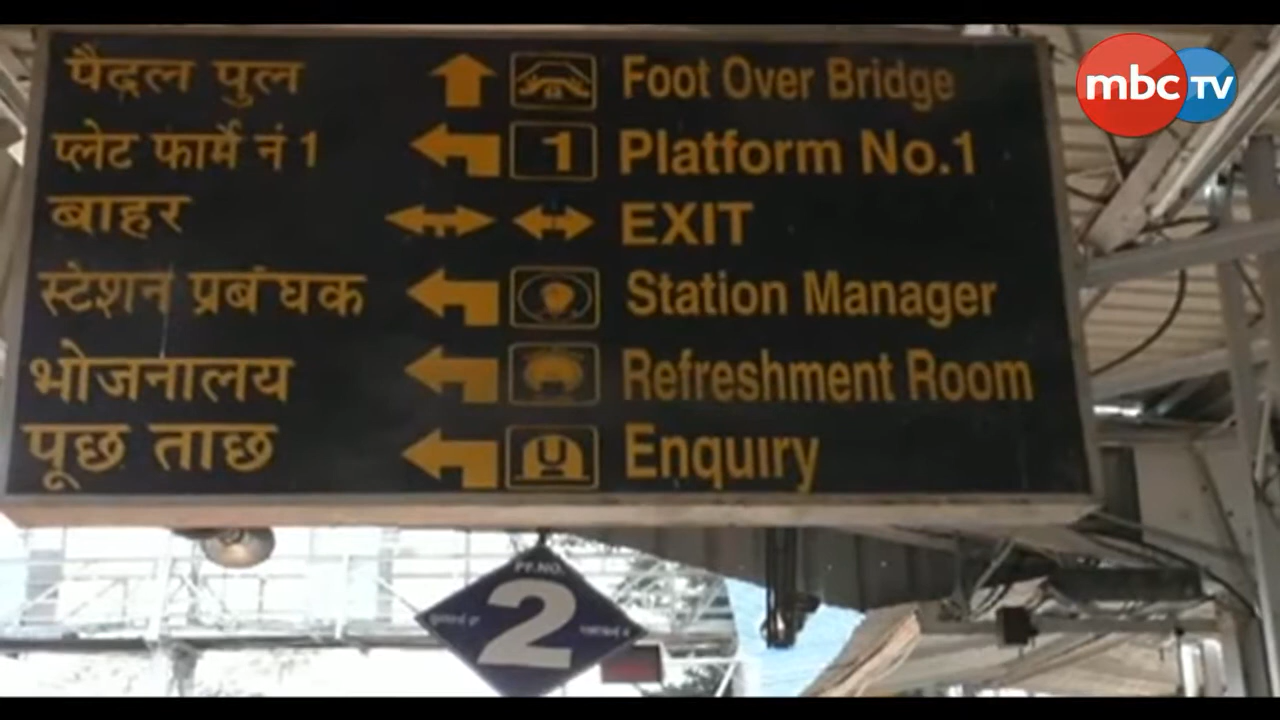 पैदल पुल Foot Over Bridge
mbc TV
प्लेट फार्म नं 1 1 Platform No.1
बाहर EXIT
स्टेशन प्रबंघक Station Manager
भोजनालय Refreshment Room
पूछ ताछ Enquiry
PF.NO.
2